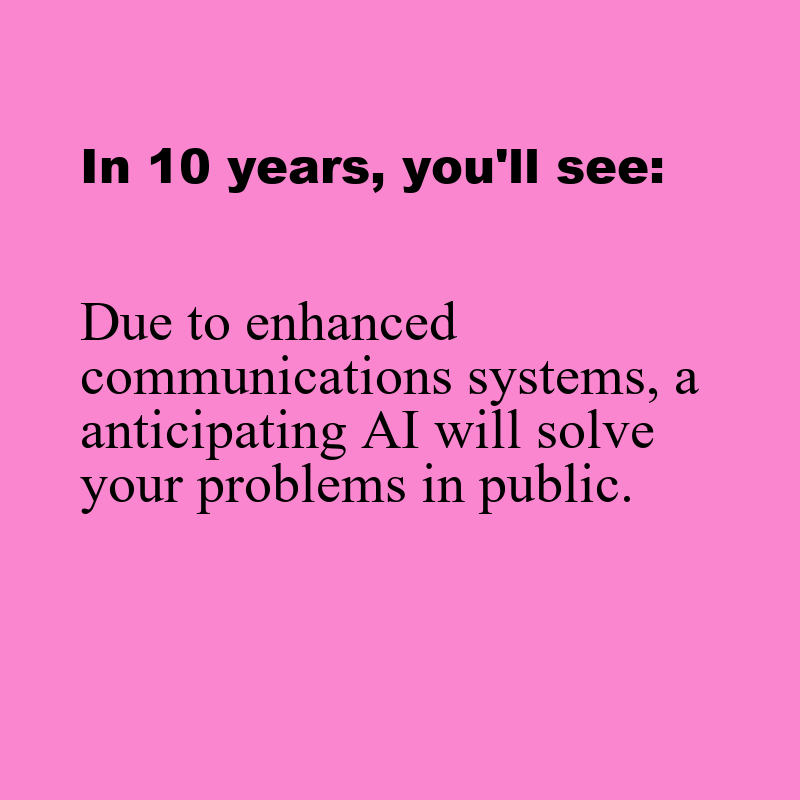 In 10 years, you'll see:
Due to enhanced
communications systems, a
anticipating AI will solve
your problems in public.